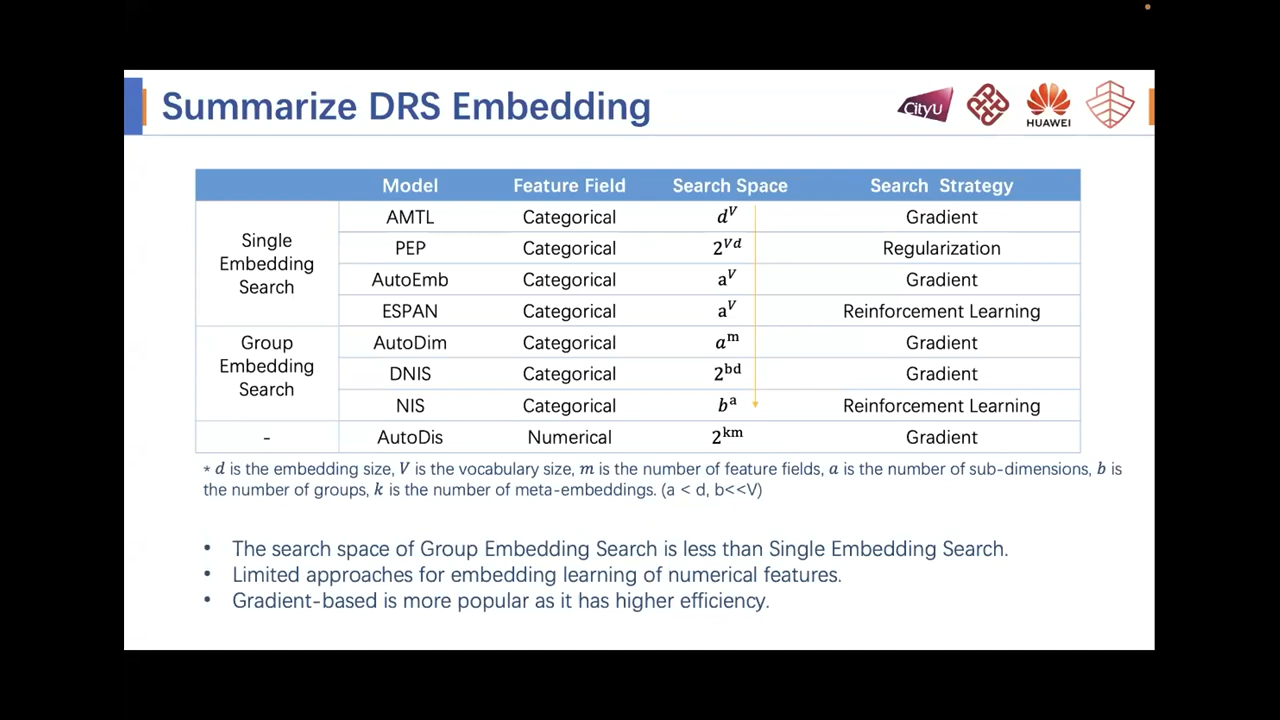 Summarize DRS Embedding
CityU
HUAWEI
Model Feature Field Search Space Search Strategy
Single Embedding Search
AMTL Categorical d^V Gradient
PEP Categorical 2^Vd Regularization
AutoEmb Categorical a^V Gradient
ESPAN Categorical a^V Reinforcement Learning
Group Embedding Search
AutoDim Categorical a^m Gradient
DNIS Categorical 2^bd Gradient
NIS Categorical b^a Reinforcement Learning
- AutoDis Numerical 2^km Gradient
* d is the embedding size, V is the vocabulary size, m is the number of feature fields, a is the number of sub-dimensions, b is
the number of groups, k is the number of meta-embeddings. (a < d, b<<V)
• The search space of Group Embedding Search is less than Single Embedding Search.
• Limited approaches for embedding learning of numerical features.
• Gradient-based is more popular as it has higher efficiency.